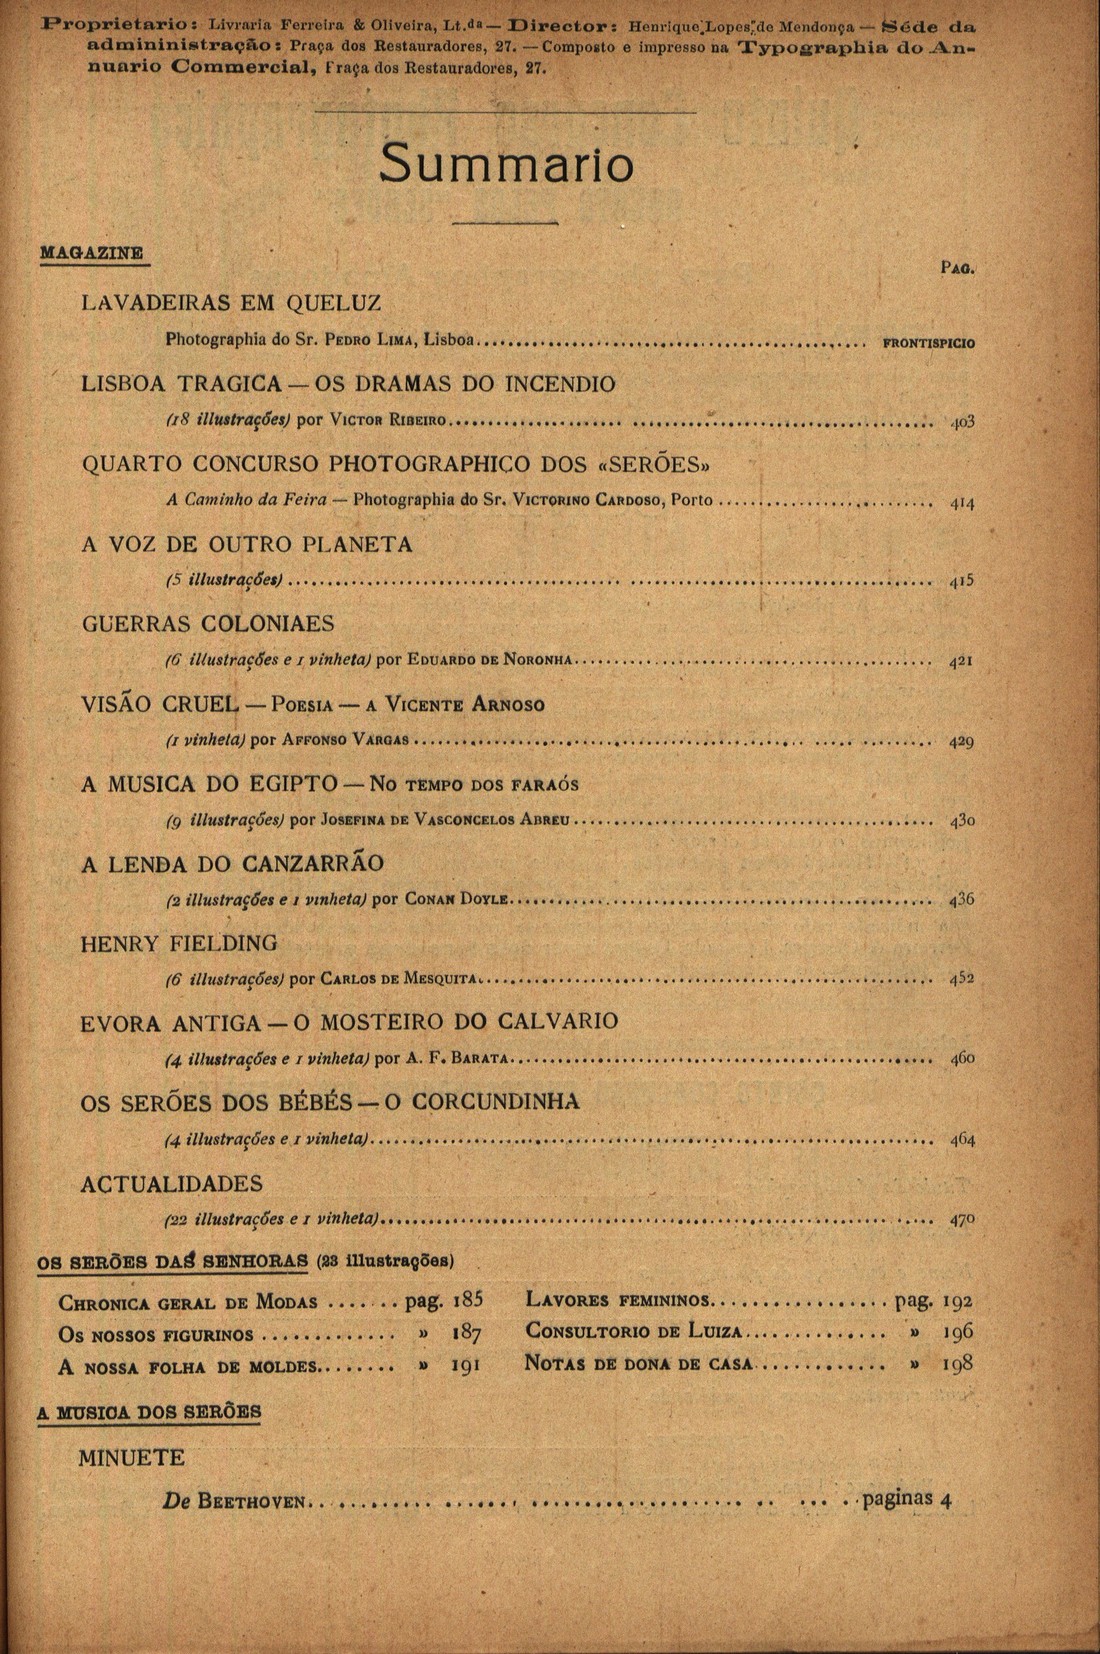 Proprietario: Livraria Ferreira & Oliveira, Lt.da — Director: Henrique Lopes de Mendonça — Séde da
admininistração: Praça dos Restauradores, 27. — Composto e impresso na Typographia do An-
nuario Commercial, Praça dos Restauradores, 27.
Summario
MAGAZINE
PAG.
LAVADEIRAS EM QUELUZ
Photographia do Sr. PEDRO LIMA, Lisboa........ FRONTISPICIO
LISBOA TRAGICA — OS DRAMAS DO INCENDIO
(18 illustrações) por VICTOR RIBEIRO........ 403
QUARTO CONCURSO PHOTOGRAPHICO DOS «SERÕES»
A Caminho da Feira — Photographia do Sr. VICTORINO CARDOSO, Porto ........ 414
A VOZ DE OUTRO PLANETA
(5 illustrações) ........ 415
GUERRAS COLONIAES
(6 illustrações e 1 vinheta) por EDUARDO DE NORONHA........ 421
VISÃO CRUEL — POESIA — A VICENTE ARNOSO
(1 vinheta) por AFFONSO VARGAS ........ 429
A MUSICA DO EGIPTO — NO TEMPO DOS FARAÓS
(9 illustrações) por JOSEFINA DE VASCONCELOS ABREU ........ 430
A LENDA DO CANZARRÃO
(2 illustrações e 1 vinheta) por CONAN DOYLE........ 436
HENRY FIELDING
(6 illustrações) por CARLOS DE MESQUITA........ 452
EVORA ANTIGA — O MOSTEIRO DO CALVARIO
(4 illustrações e 1 vinheta) por A. F. BARATA........ 460
OS SERÕES DOS BÉBÉS — O CORCUNDINHA
(4 illustrações e 1 vinheta)........ 464
ACTUALIDADES
(22 illustrações e 1 vinheta)........ 470
OS SERÕES DAS SENHORAS (23 illustrações)
CHRONICA GERAL DE MODAS ........ pag. 185
OS NOSSOS FIGURINOS ........ » 187
A NOSSA FOLHA DE MOLDES........ » 191
LAVORES FEMININOS........ pag. 192
CONSULTORIO DE LUIZA........ » 196
NOTAS DE DONA DE CASA........ » 198
A MUSICA DOS SERÕES
MINUETE
De BEETHOVEN........ paginas 4